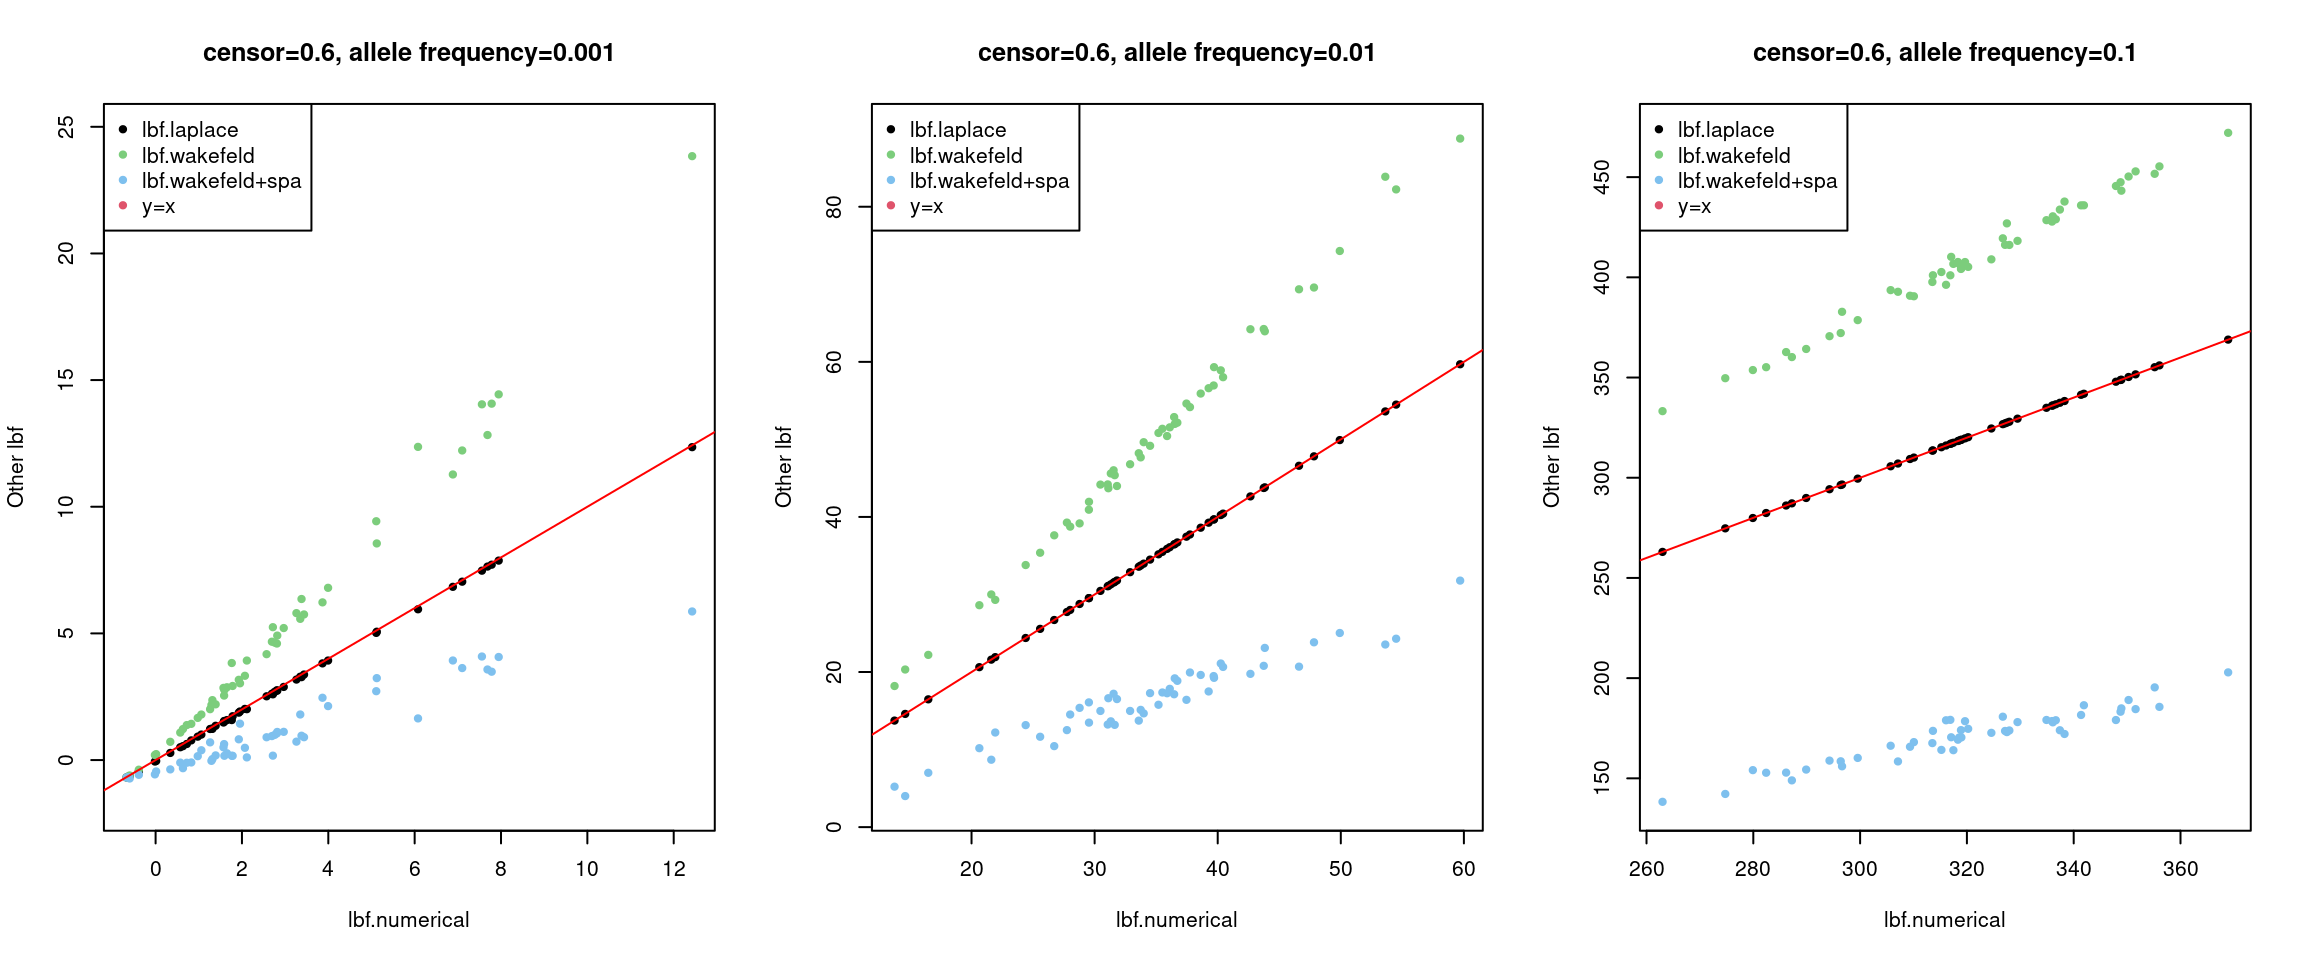 censor=0.6, allele frequency=0.001
lbf.laplace
lbf.wakefeld
lbf.wakefeld+spa
y=x
Other lbf
25
20
15
10
5
0
0 2 4 6 8 10 12
lbf.numerical
censor=0.6, allele frequency=0.01
lbf.laplace
lbf.wakefeld
lbf.wakefeld+spa
y=x
Other lbf
80
60
40
20
0
20 30 40 50 60
lbf.numerical
censor=0.6, allele frequency=0.1
lbf.laplace
lbf.wakefeld
lbf.wakefeld+spa
y=x
Other lbf
450
400
350
300
250
200
150
260 280 300 320 340 360
lbf.numerical